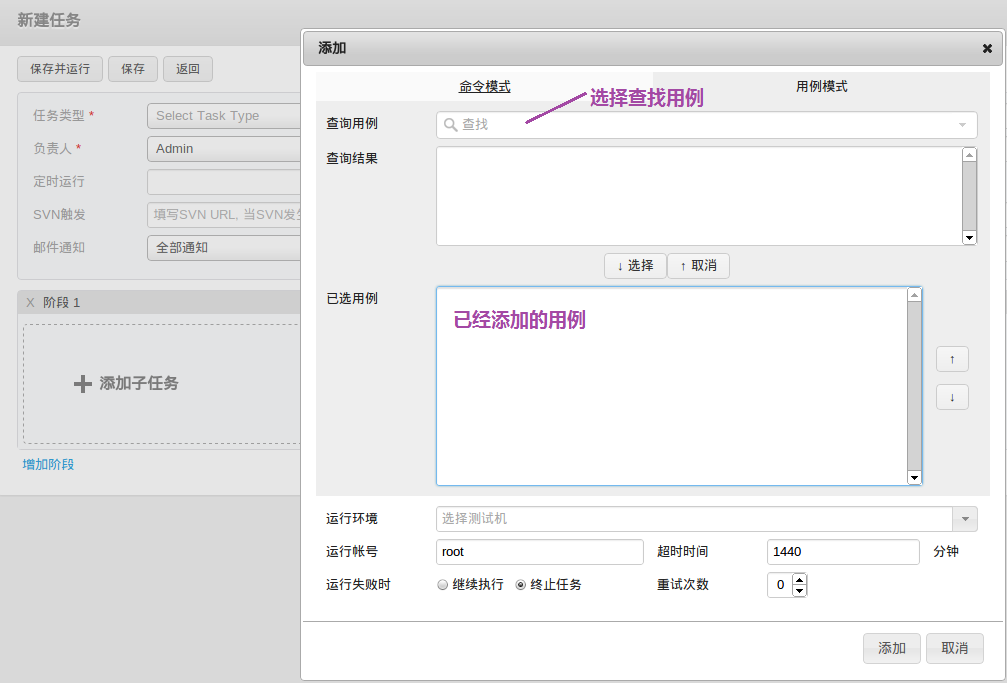 新建任务
保存并运行 保存 返回
任务类型 * Select Task Type
负责人 * Admin
定时运行
SVN触发 填写SVN URL, 当SVN发
邮件通知 全部通知
X 阶段 1
添加子任务
增加阶段
添加
命令模式 用例模式
选择查找用例
查询用例 查找
查询结果
↓ 选择 ↑ 取消
已选用例
已经添加的用例
↑
↓
运行环境 选择测试机
运行帐号 root 超时时间 1440 分钟
运行失败时 继续执行 终止任务 重试次数 0
添加 取消